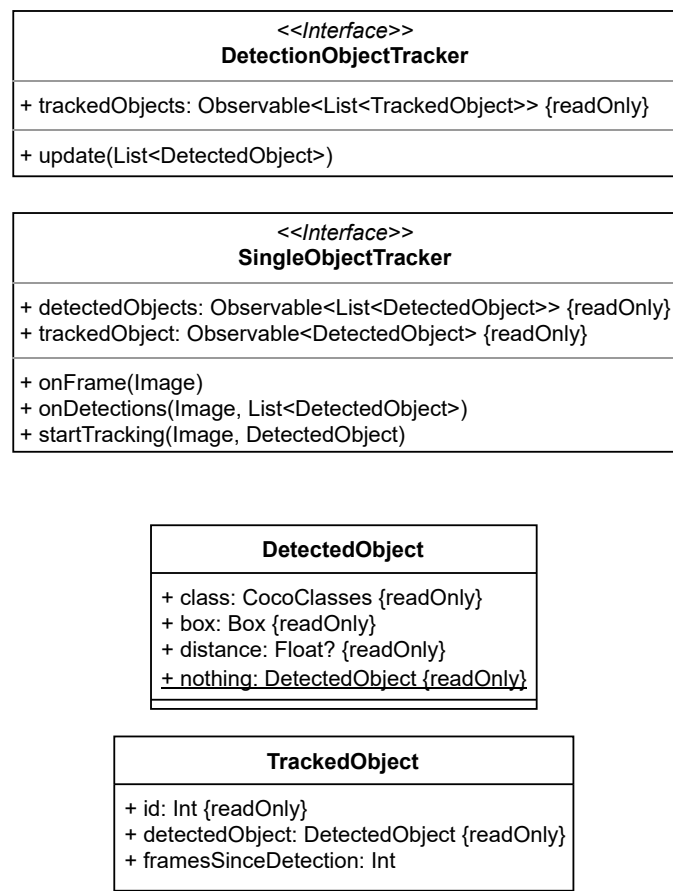 <<Interface>>
DetectionObjectTracker
+ trackedObjects: Observable<List<TrackedObject>> {readOnly}
+ update(List<DetectedObject>)
<<Interface>>
SingleObjectTracker
+ detectedObjects: Observable<List<DetectedObject>> {readOnly}
+ trackedObject: Observable<DetectedObject> {readOnly}
+ onFrame(Image)
+ onDetections(Image, List<DetectedObject>)
+ startTracking(Image, DetectedObject)
DetectedObject
+ class: CocoClasses {readOnly}
+ box: Box {readOnly}
+ distance: Float? {readOnly}
+ nothing: DetectedObject {readOnly}
TrackedObject
+ id: Int {readOnly}
+ detectedObject: DetectedObject {readOnly}
+ framesSinceDetection: Int